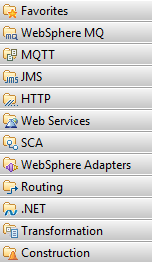 Favorites
WebSphere MQ
MQTT
JMS
HTTP
Web Services
SCA
WebSphere Adapters
Routing
.NET
Transformation
Construction